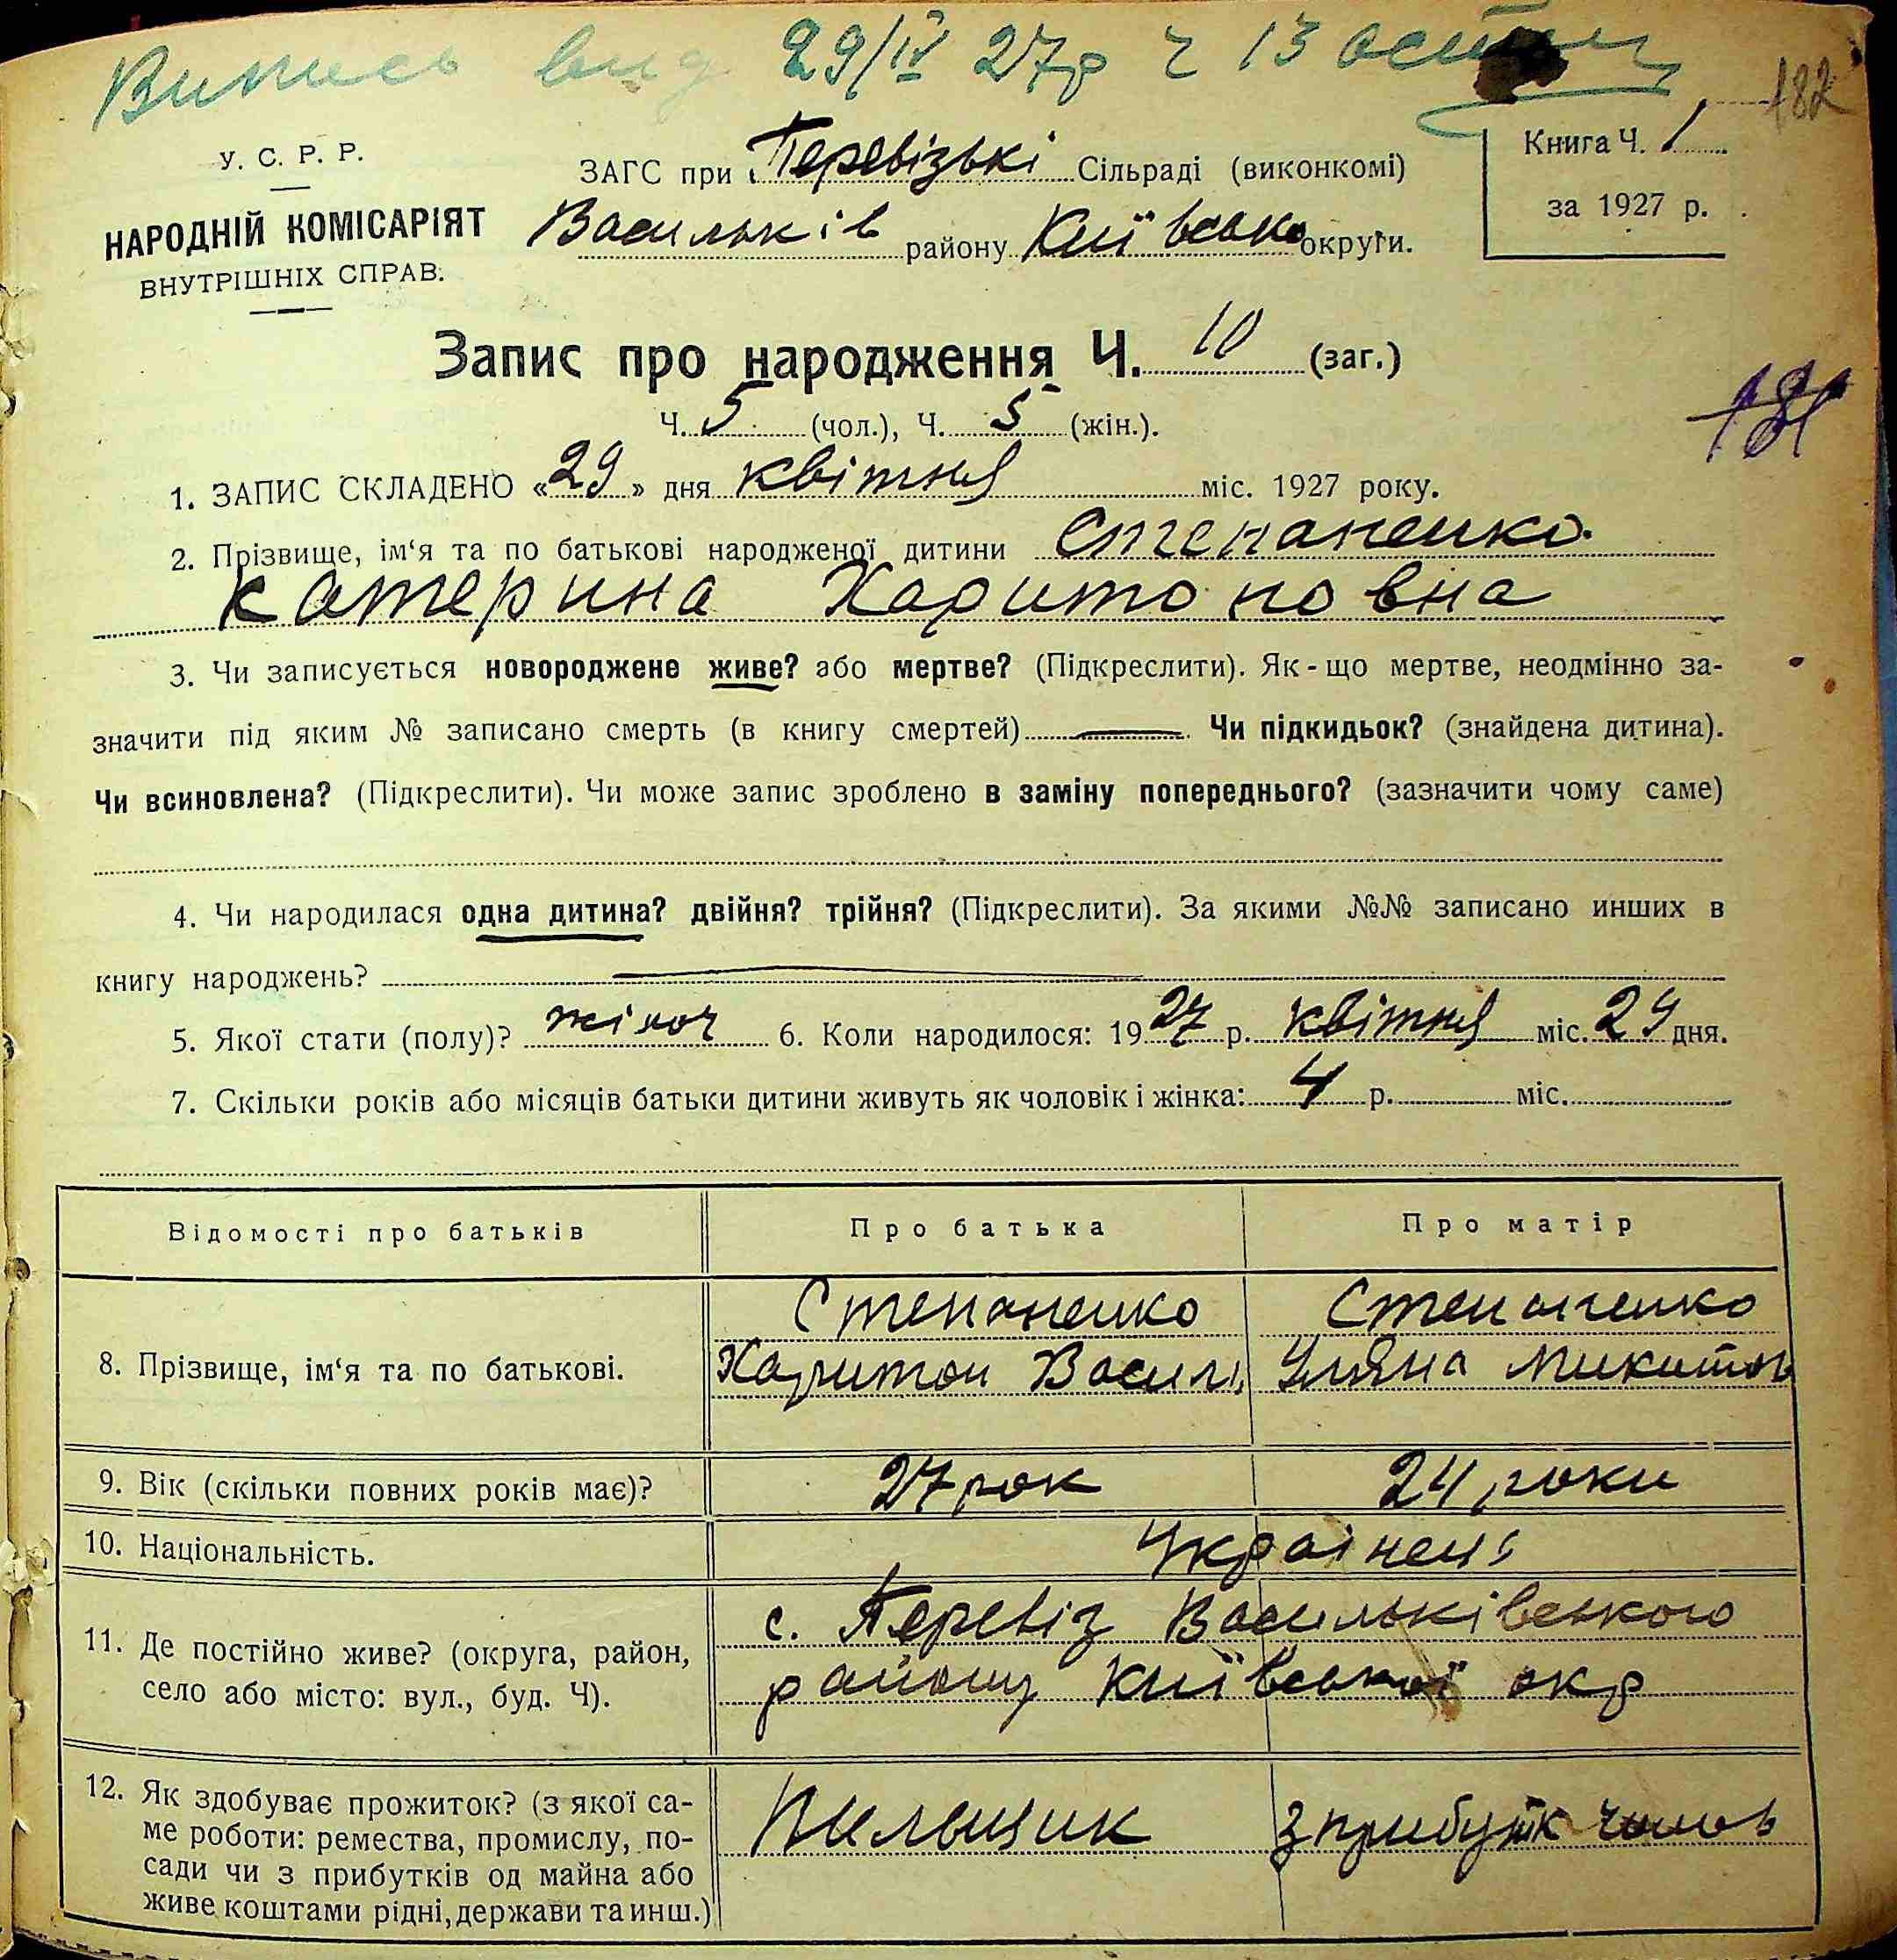 Випись вид 29/IV 27р Ч 13
182
У. С. Р. Р.
НАРОДНІЙ КОМІСАРІЯТ
ВНУТРІШНІХ СПРАВ.
ЗАГС при Перевізькі Сільраді (виконкомі)
Васильків району Київсько округи.
Книга Ч. 1
за 1927 р.
Запис про народження Ч. 10 (заг.)
Ч. 5 (чол.), Ч. 5 (жін.).
181
1. ЗАПИС СКЛАДЕНО «29» дня квітня міс. 1927 року.
2. Прізвище, ім‘я та по батькові народженої дитини Степаненко
Катерина Харитоновна
3. Чи записується новороджене живе? або мертве? (Підкреслити). Як-що мертве, неодмінно за-
значити під яким № записано смерть (в книгу смертей) Чи підкидьок? (знайдена дитина).
Чи всиновлена? (Підкреслити). Чи може запис зроблено в заміну попереднього? (зазначити чому саме)
4. Чи народилася одна дитина? двійня? трійня? (Підкреслити). За якими №№ записано инших в
книгу народжень?
5. Якої стати (полу)? жіноч 6. Коли народилося: 1927 р. квітня міс. 29 дня.
7. Скільки років або місяців батьки дитини живуть як чоловік і жінка: 4 р. міс.
Відомості про батьків Про батька Про матір
8. Прізвище, ім‘я та по батькові.
Степаненко
Харитон Васил
Степаненко
Уляна Микитов
9. Вік (скільки повних років має)? 27 рок 24 роки
10. Національність. Українець
11. Де постійно живе? (округа, район,
село або місто: вул., буд. Ч).
с. Перевіз Васильківського
району Київської окр
12. Як здобуває прожиток? (з якої са-
ме роботи: ремества, промислу, по-
сади чи з прибутків од майна або
живе коштами рідні, держави та инш.)
Пильщик
з прибутк чолов